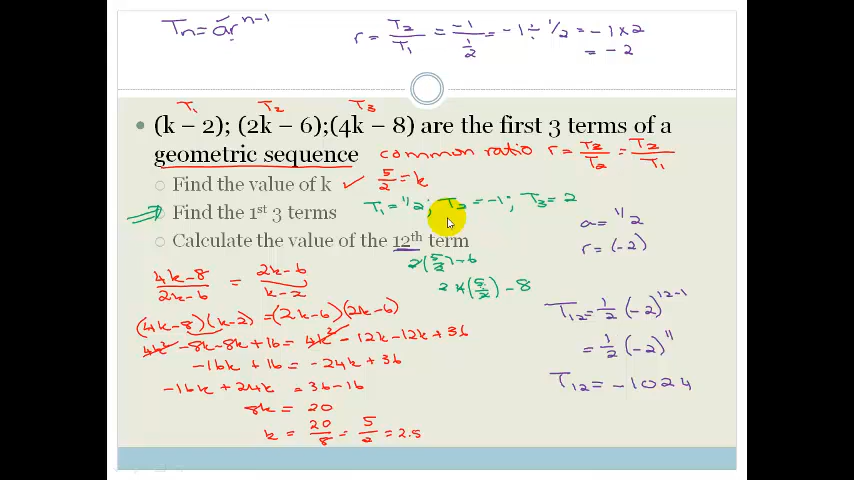 Tn = ar^(n-1)
r = T2/T1 = -1/(1/2) = -1 ÷ 1/2 = -1 × 2
= -2
T1 T2 T3
(k – 2); (2k – 6);(4k – 8) are the first 3 terms of a
geometric sequence common ratio r = T3/T2 = T2/T1
Find the value of k ✓ 5/2 = k
T1 = 1/2; T2 = -1; T3 = 2
Find the 1st 3 terms
a = 1/2
Calculate the value of the 12th term
r = (-2)
2(5/2) - 6
4(5/2) - 8
(4k-8)/(2k-6) = (2k-6)/(k-2)
(4k-8)(k-2) = (2k-6)(2k-6)
4k² - 8k - 8k + 16 = 4k² - 12k - 12k + 36
-16k + 16 = -24k + 36
-16k + 24k = 36 - 16
8k = 20
k = 20/8 = 5/2 = 2.5
T12 = 1/2 (-2)^(12-1)
= 1/2 (-2)^11
T12 = -1024